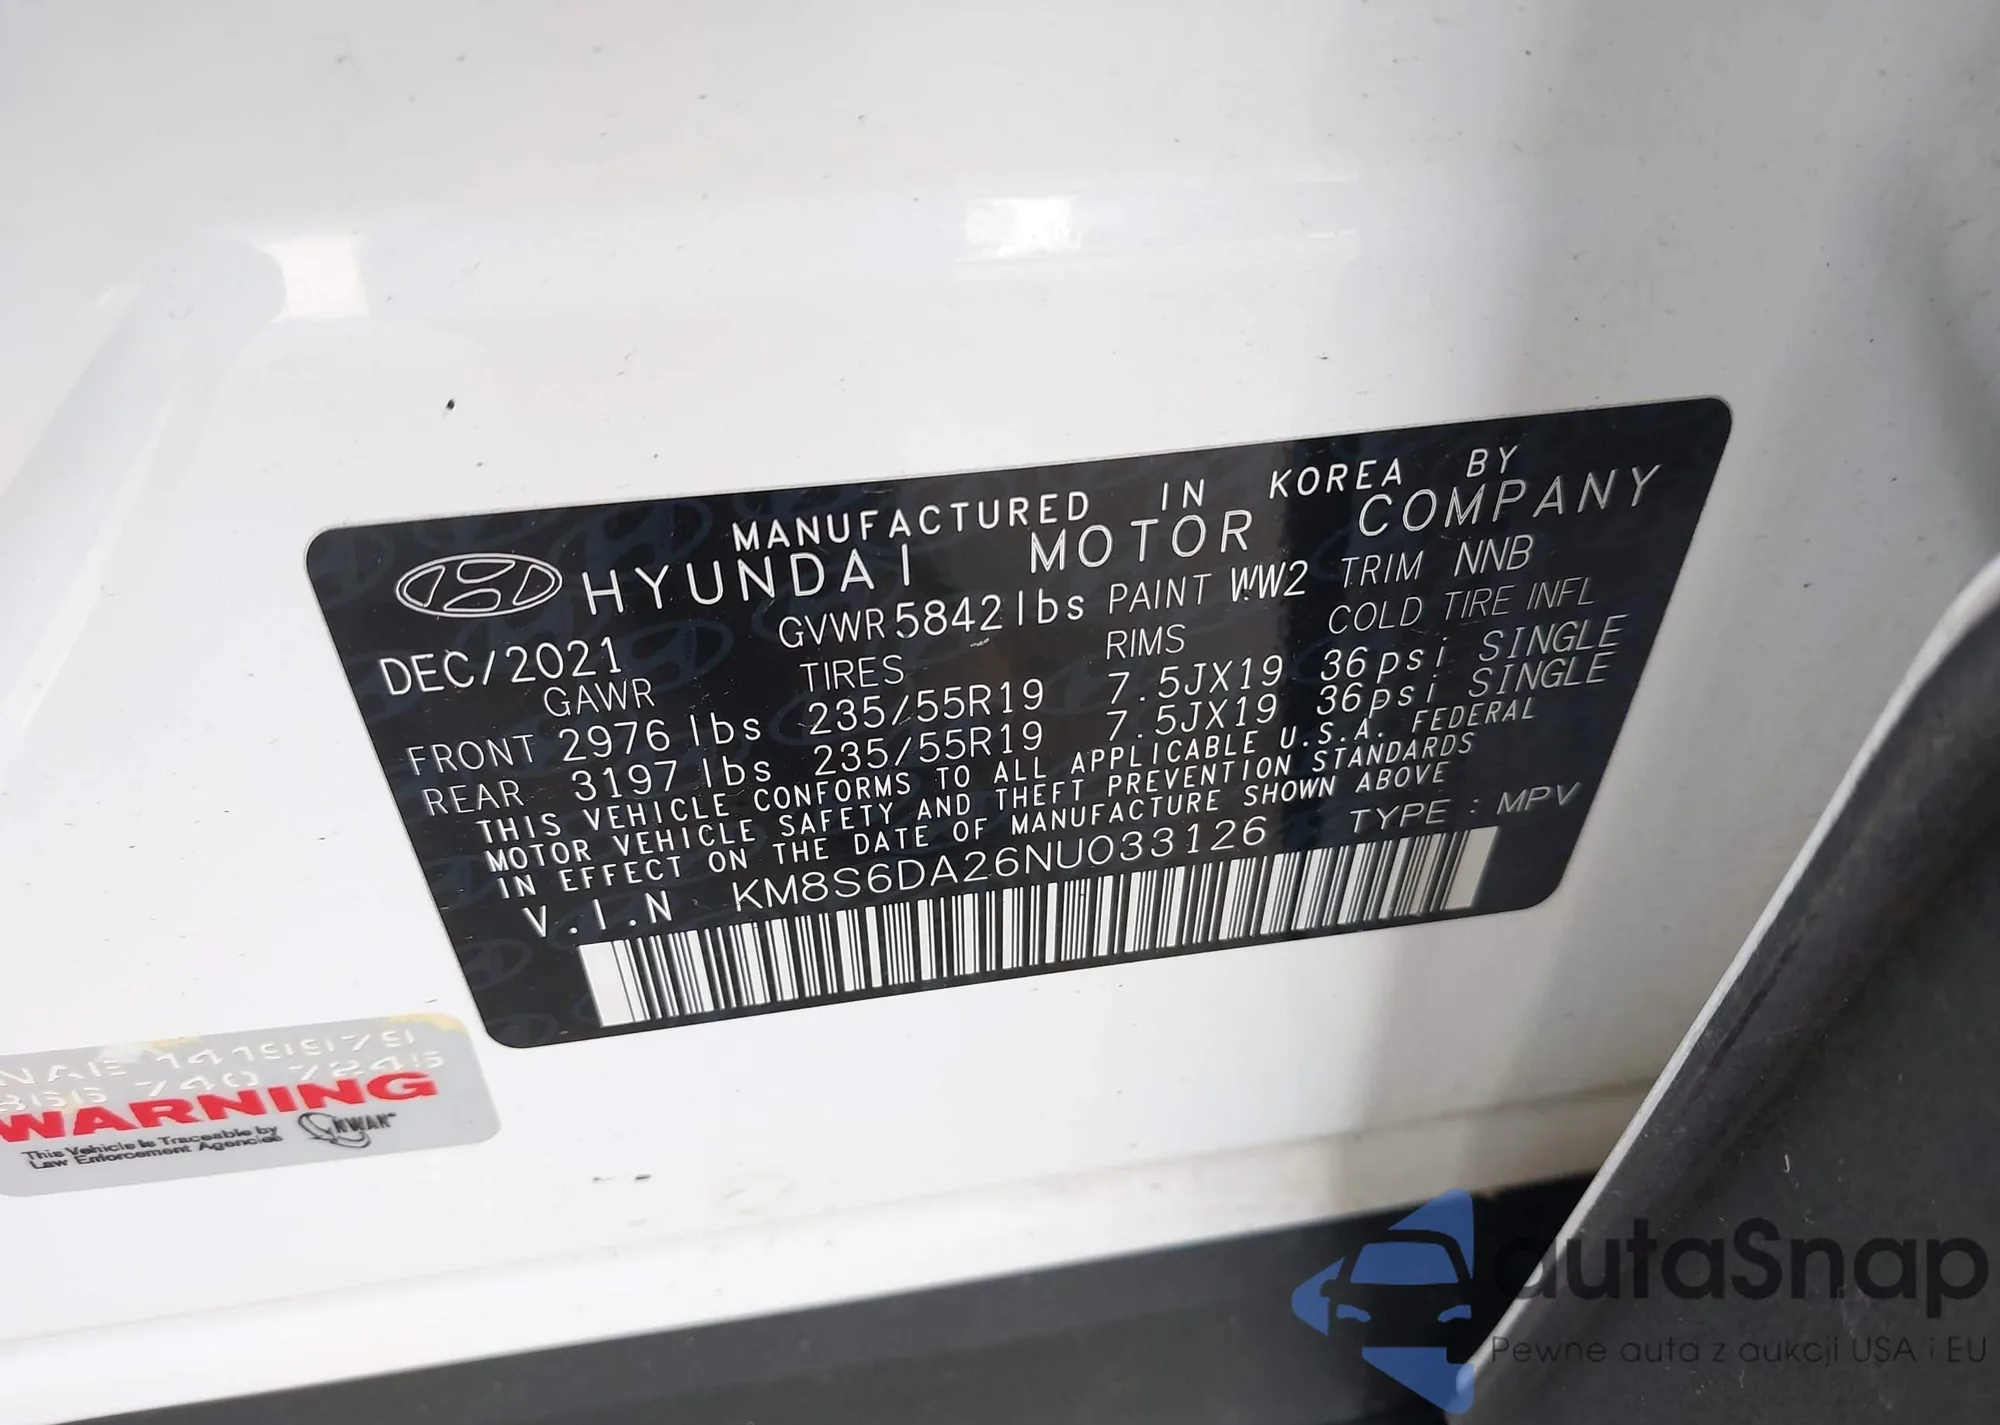 MANUFACTURED IN KOREA BY
HYUNDAI MOTOR COMPANY
DEC/2021 GVWR 5842 lbs PAINT WW2 TRIM NNB
GAWR TIRES RIMS COLD TIRE INFL
FRONT 2976 lbs 235/55R19 7.5JX19 36psi SINGLE
REAR 3197 lbs 235/55R19 7.5JX19 36psi SINGLE
THIS VEHICLE CONFORMS TO ALL APPLICABLE U.S.A. FEDERAL
MOTOR VEHICLE SAFETY AND THEFT PREVENTION STANDARDS
IN EFFECT ON THE DATE OF MANUFACTURE SHOWN ABOVE
V.I.N KM8S6DA26NU033126 TYPE : MPV
1419979
740 7245
WARNING
This Vehicle is Traceable by
Law Enforcement Agencies
NWAN
autaSnap
Pewne auta z aukcji USA i EU